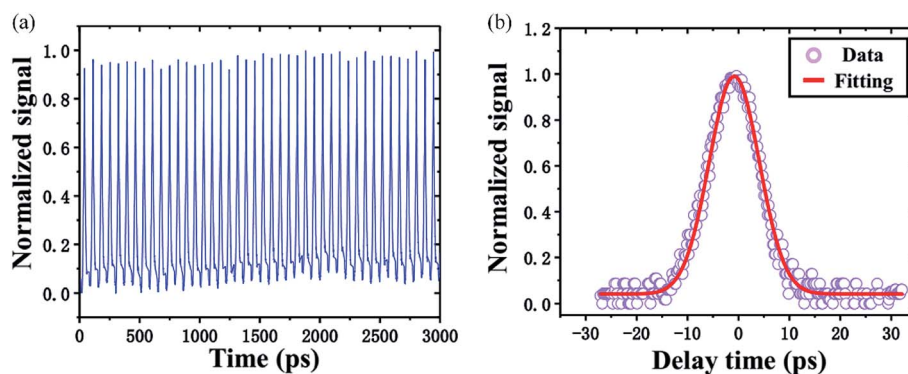 (a)
Normalized signal
1.0
0.8
0.6
0.4
0.2
0.0
0 500 1000 1500 2000 2500 3000
Time (ps)
(b)
Normalized signal
1.2
1.0
0.8
0.6
0.4
0.2
0.0
Data
Fitting
-30 -20 -10 0 10 20 30
Delay time (ps)